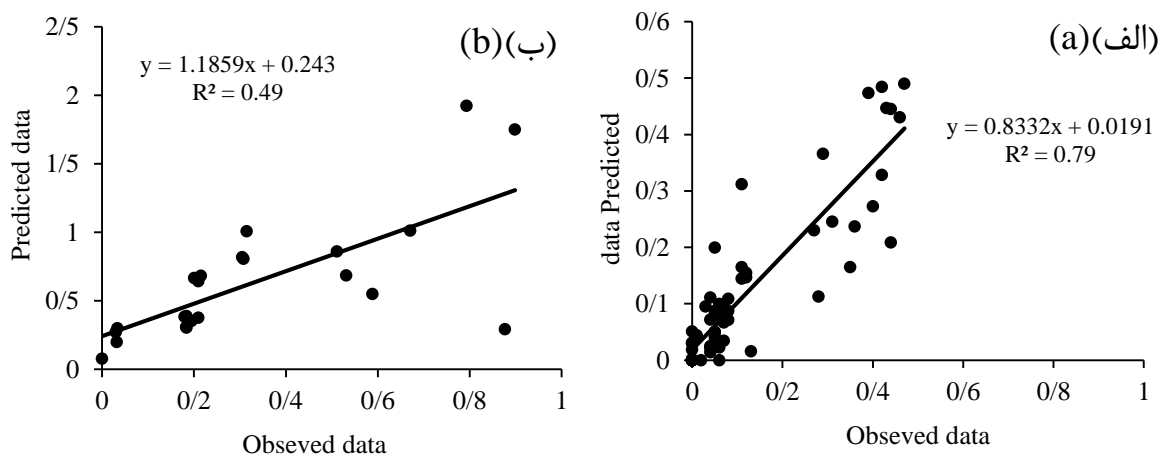 (b)(ب)
y = 1.1859x + 0.243
R² = 0.49
Predicted data
2/5
2
1/5
1
0/5
0
0 0/2 0/4 0/6 0/8 1
Obseved data
(a)(الف)
y = 0.8332x + 0.0191
R² = 0.79
data Predicted
0/6
0/5
0/4
0/3
0/2
0/1
0
0 0/2 0/4 0/6 0/8 1
Obseved data